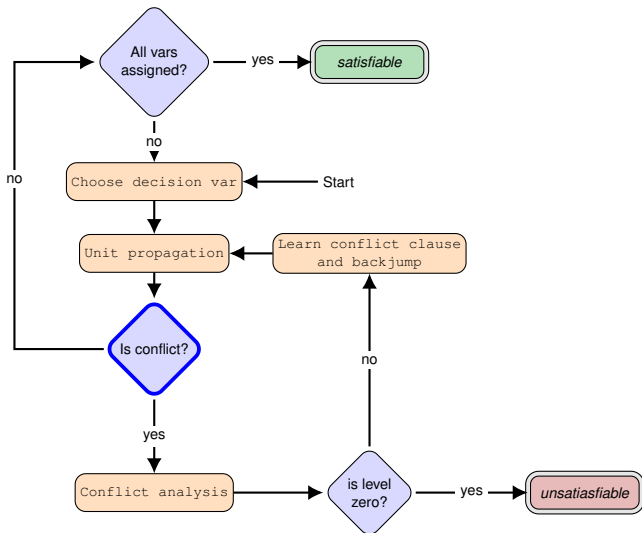 All vars
assigned?
yes
satisfiable
no
no
Choose decision var
Start
Unit propagation
Learn conflict clause
and backjump
Is conflict?
no
yes
Conflict analysis
is level
zero?
yes
unsatiasfiable